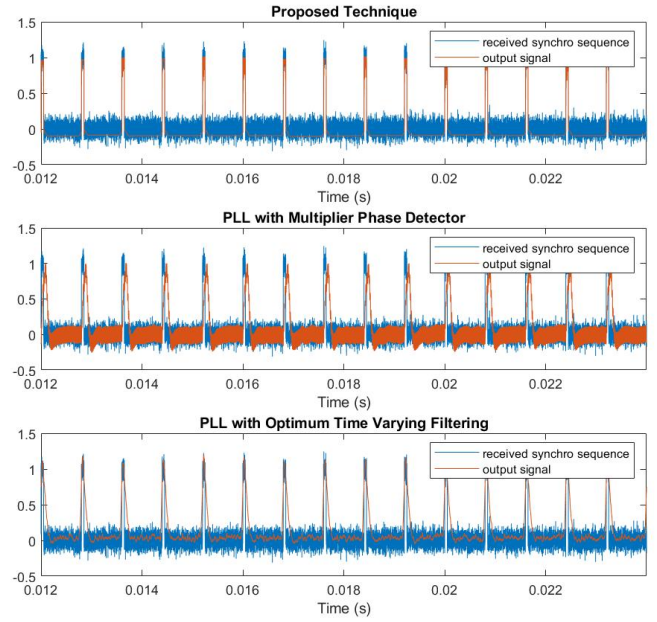 Proposed Technique
1.5
1
0.5
0
-0.5
received synchro sequence
output signal
0.012 0.014 0.016 0.018 0.02 0.022
Time (s)
PLL with Multiplier Phase Detector
1.5
1
0.5
0
-0.5
received synchro sequence
output signal
0.012 0.014 0.016 0.018 0.02 0.022
Time (s)
PLL with Optimum Time Varying Filtering
1.5
1
0.5
0
-0.5
received synchro sequence
output signal
0.012 0.014 0.016 0.018 0.02 0.022
Time (s)